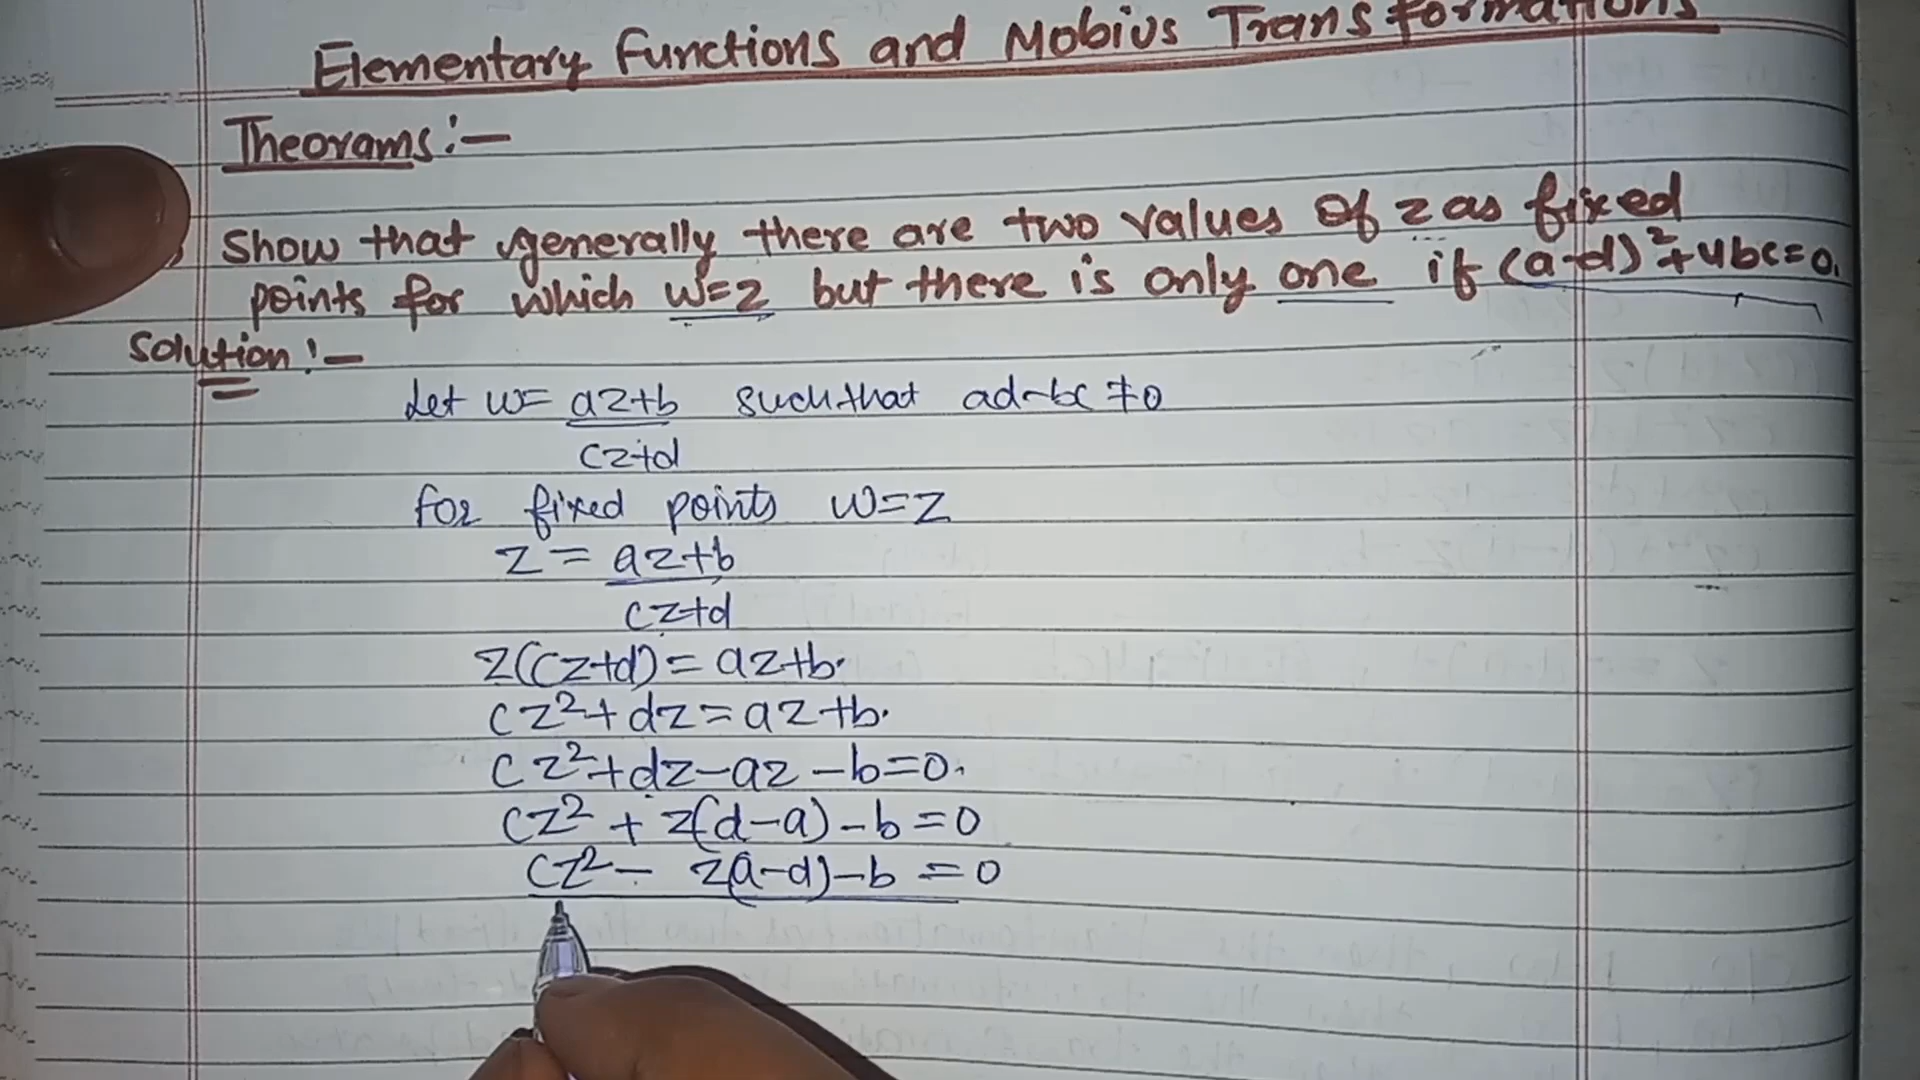 Elementary Functions and Mobius Transformations
Theorams:-
Show that generally there are two values of z as fixed
points for which w=z but there is only one if (a-d)²+4bc=0.
Solution:-
Let w= az+b such that ad-bc ≠0
cz+d
for fixed points w=z
z = az+b
cz+d
z(cz+d)= az+b.
cz²+dz=az+b.
cz²+dz-az-b=0.
cz² + z(d-a)-b=0
cz²- z(a-d)-b =0